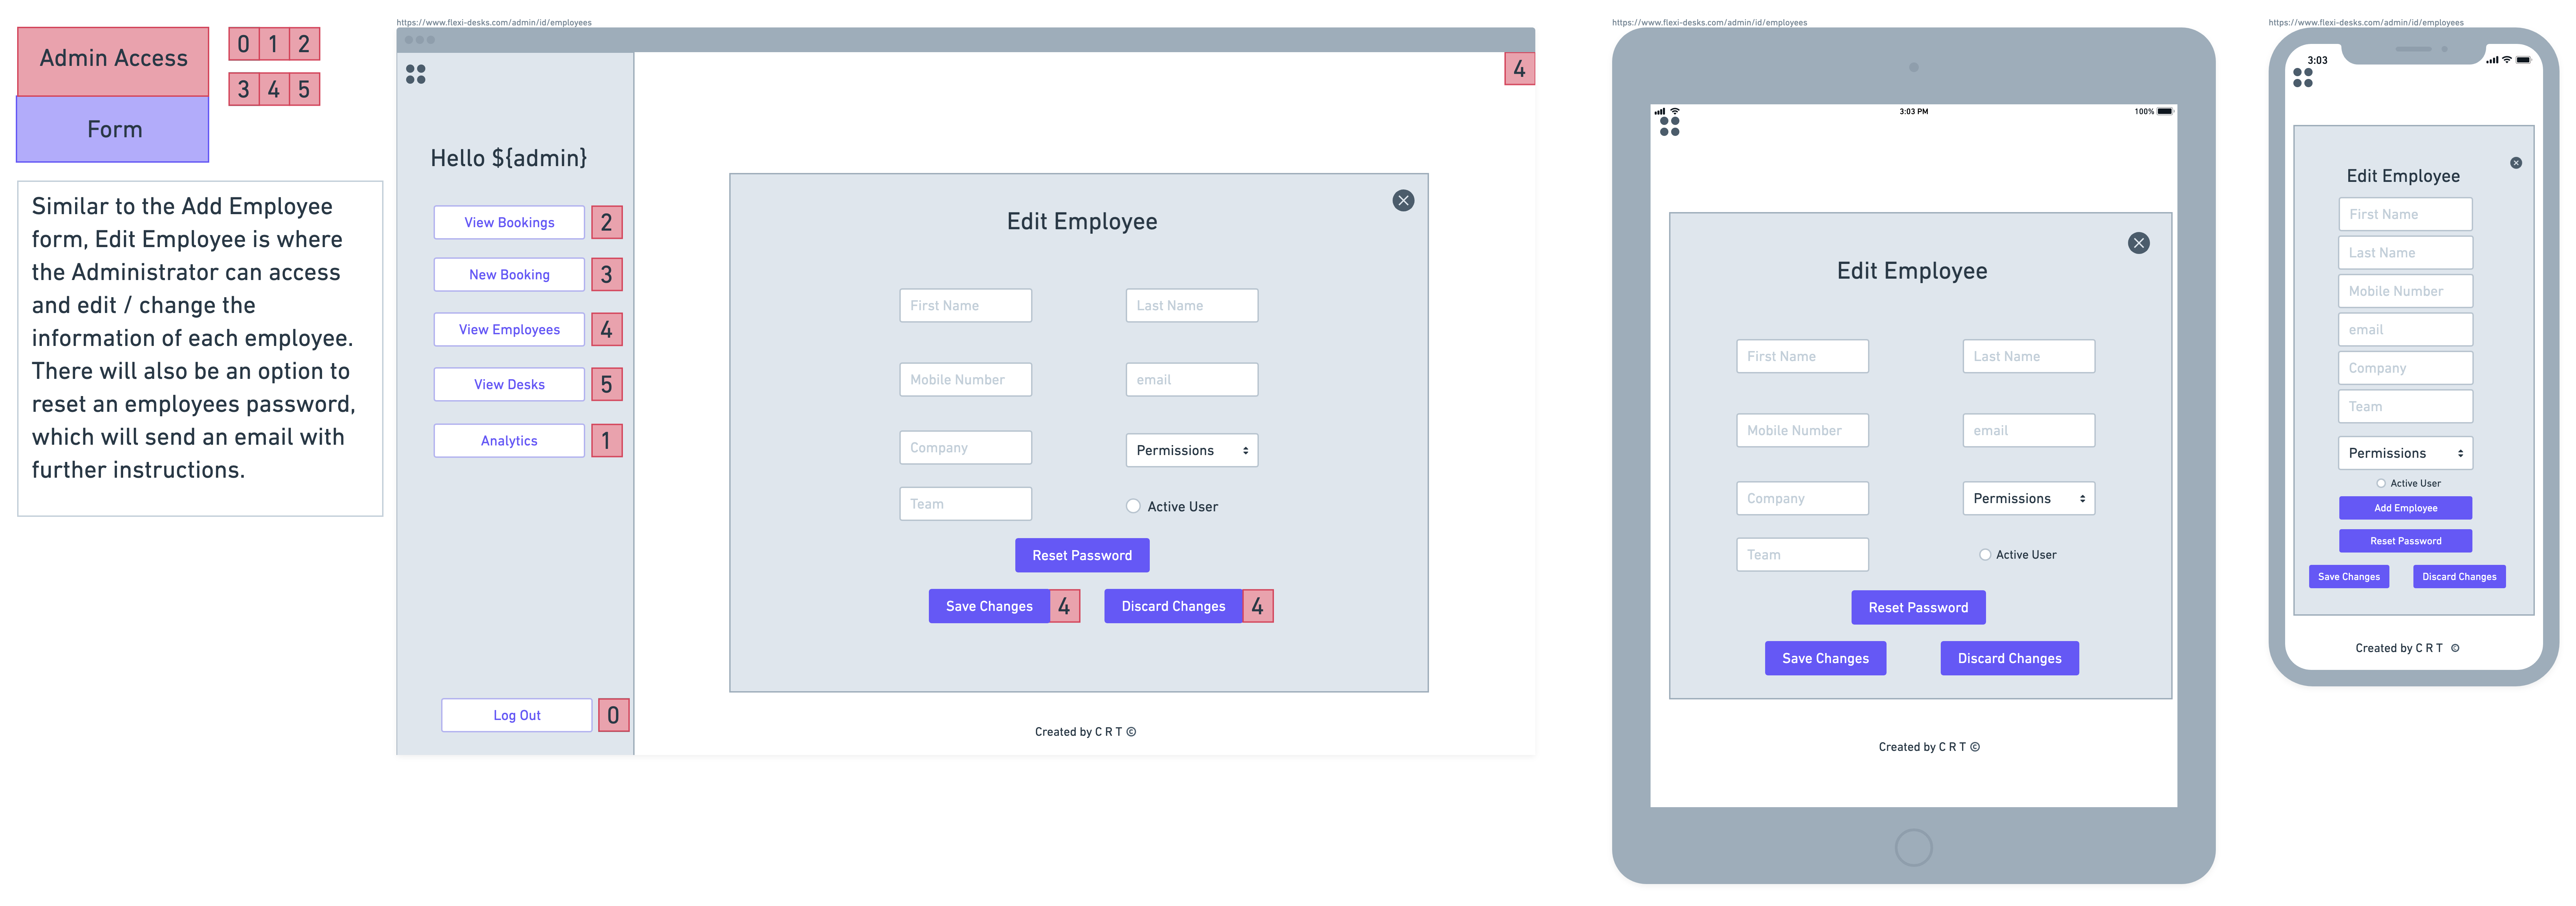 Admin Access
0 1 2
3 4 5
Form
Similar to the Add Employee
form, Edit Employee is where
the Administrator can access
and edit / change the
information of each employee.
There will also be an option to
reset an employees password,
which will send an email with
further instructions.
https://www.flexi-desks.com/admin/id/employees
4
Hello ${admin}
View Bookings 2
New Booking 3
View Employees 4
View Desks 5
Analytics 1
Log Out 0
Edit Employee
First Name Last Name
Mobile Number email
Company Permissions
Team Active User
Reset Password
Save Changes 4 Discard Changes 4
Created by C R T ©
https://www.flexi-desks.com/admin/id/employees
3:03 PM 100%
Edit Employee
First Name Last Name
Mobile Number email
Company Permissions
Team Active User
Reset Password
Save Changes Discard Changes
Created by C R T ©
https://www.flexi-desks.com/admin/id/employees
3:03
Edit Employee
First Name
Last Name
Mobile Number
email
Company
Team
Permissions
Active User
Add Employee
Reset Password
Save Changes Discard Changes
Created by C R T ©